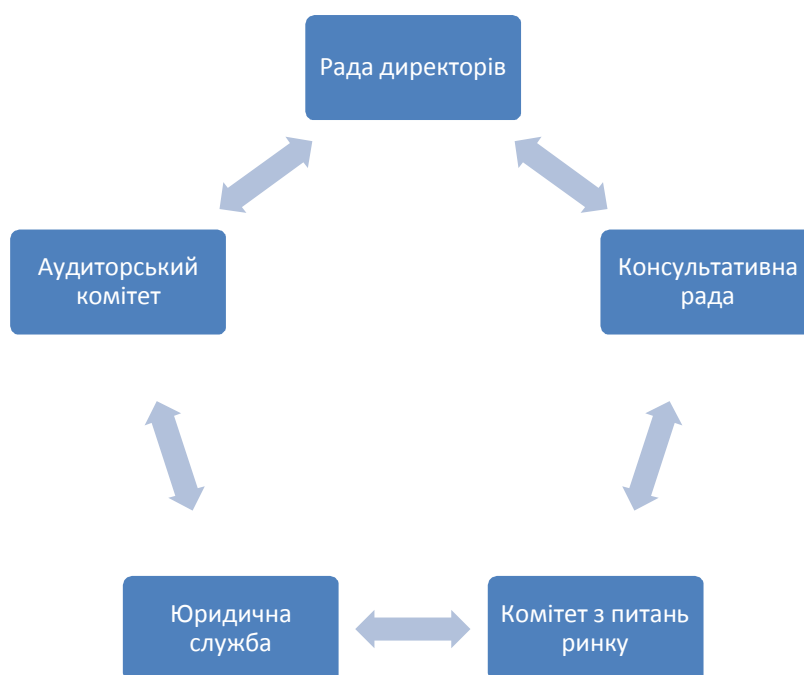 Рада директорів
Аудиторський
комітет
Консультативна
рада
Юридична
служба
Комітет з питань
ринку